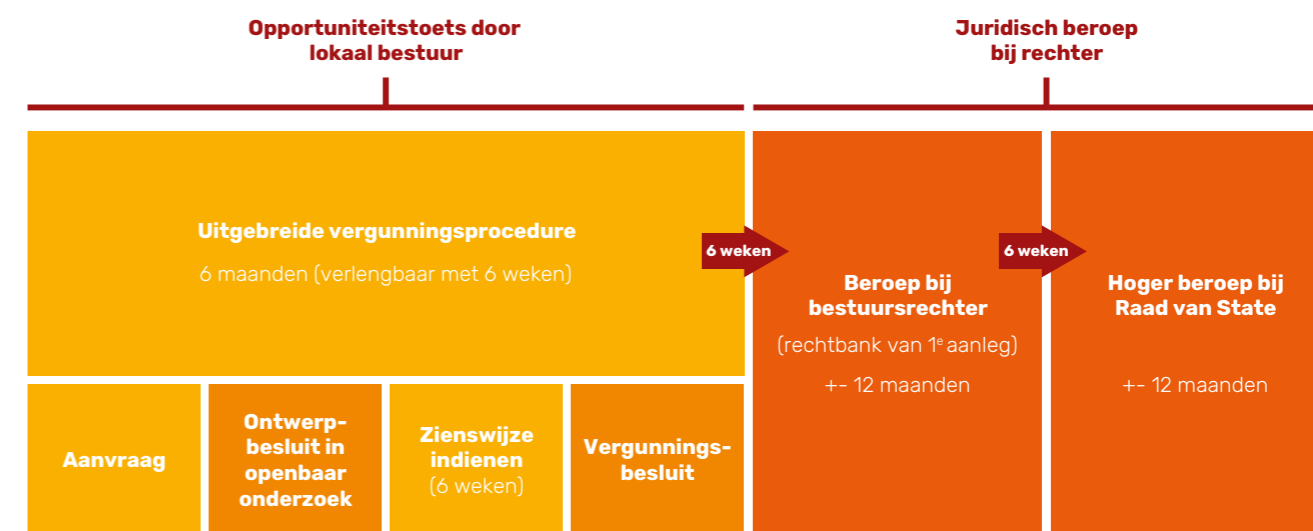 Opportuniteitstoets door
lokaal bestuur
Juridisch beroep
bij rechter
Uitgebreide vergunningsprocedure
6 maanden (verlengbaar met 6 weken)
6 weken
Beroep bij
bestuursrechter
(rechtbank van 1ᵉ aanleg)
+- 12 maanden
6 weken
Hoger beroep bij
Raad van State
+- 12 maanden
Aanvraag
Ontwerp-
besluit in
openbaar
onderzoek
Zienswijze
indienen
(6 weken)
Vergunnings-
besluit